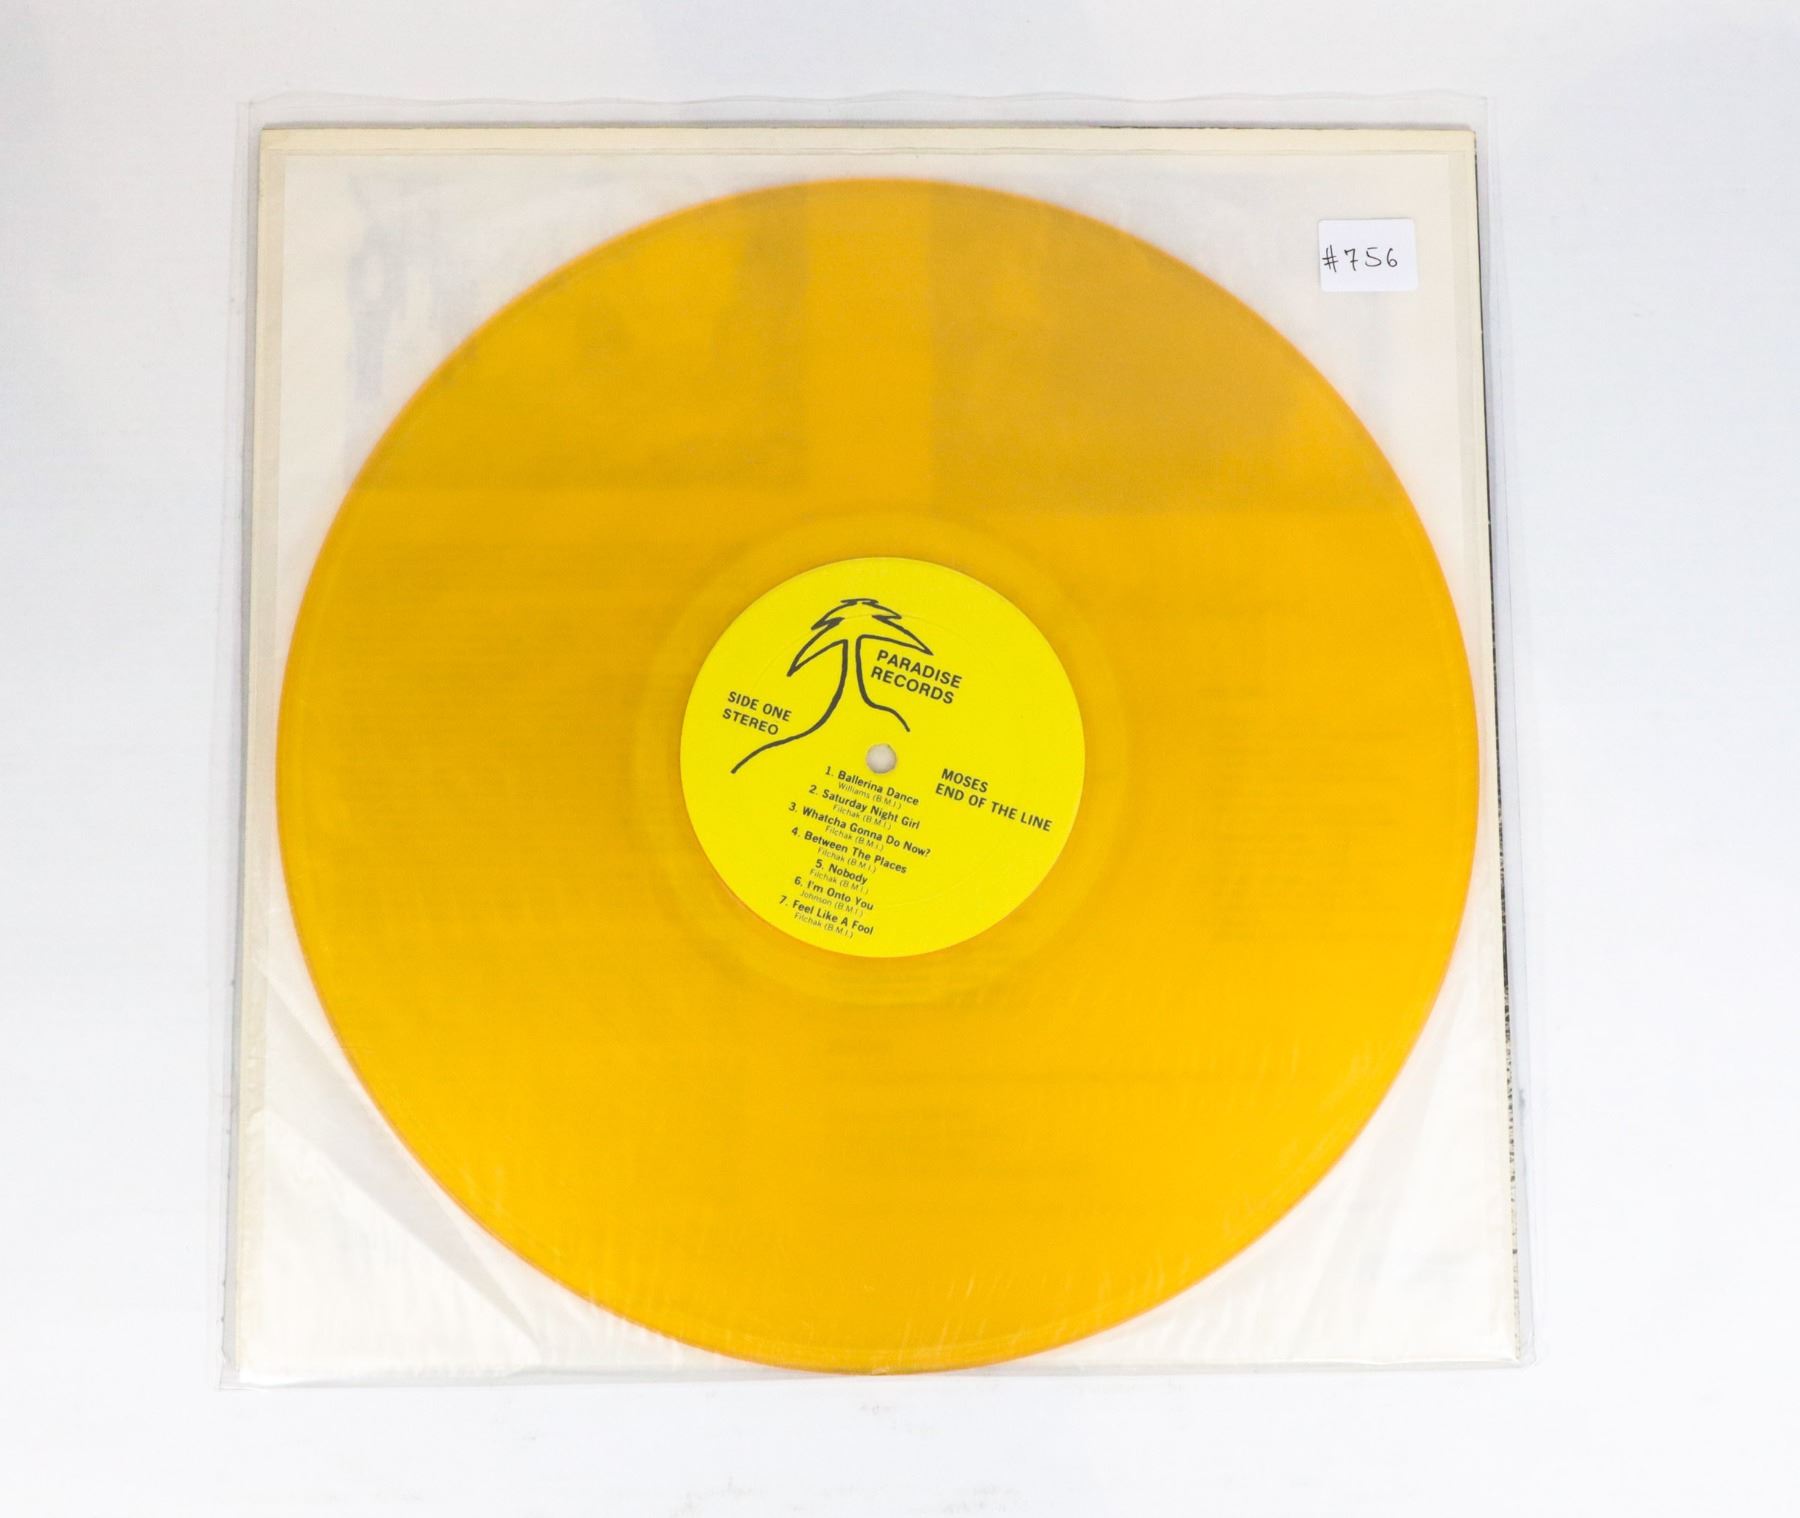 #756
PARADISE
RECORDS
SIDE ONE
STEREO
MOSES
END OF THE LINE
1. Ballerina Dance
Williams (B.M.I.)
2. Saturday Night Girl
Filchak (B.M.I.)
3. Whatcha Gonna Do Now?
Filchak (B.M.I.)
4. Between The Places
Filchak (B.M.I.)
5. Nobody
Filchak (B.M.I.)
6. I'm Onto You
Johnson (B.M.I.)
7. Feel Like A Fool
Filchak (B.M.I.)